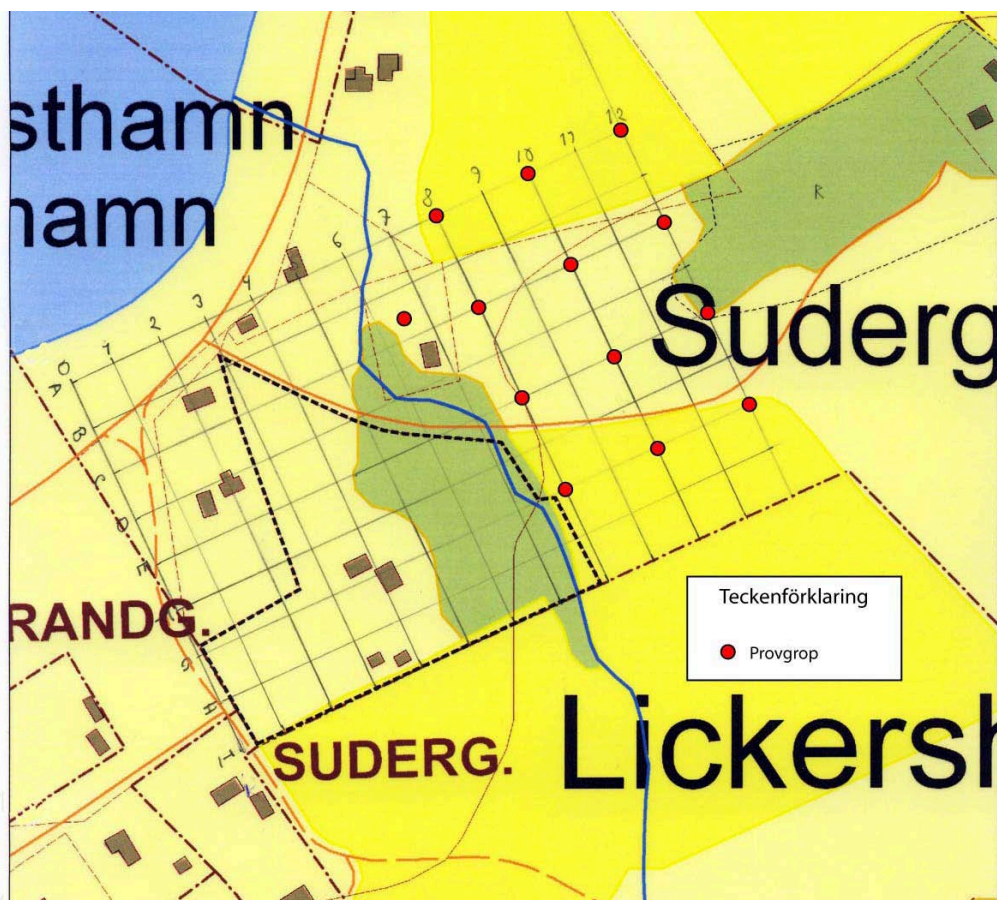 sthamn
hamn
12
11
10
9
8
7
6
4
3
2
1
0
A
B
C
D
E
F
G
H
I
R
Suderg
RANDG.
Teckenförklaring
Provgrop
SUDERG.
Lickersh